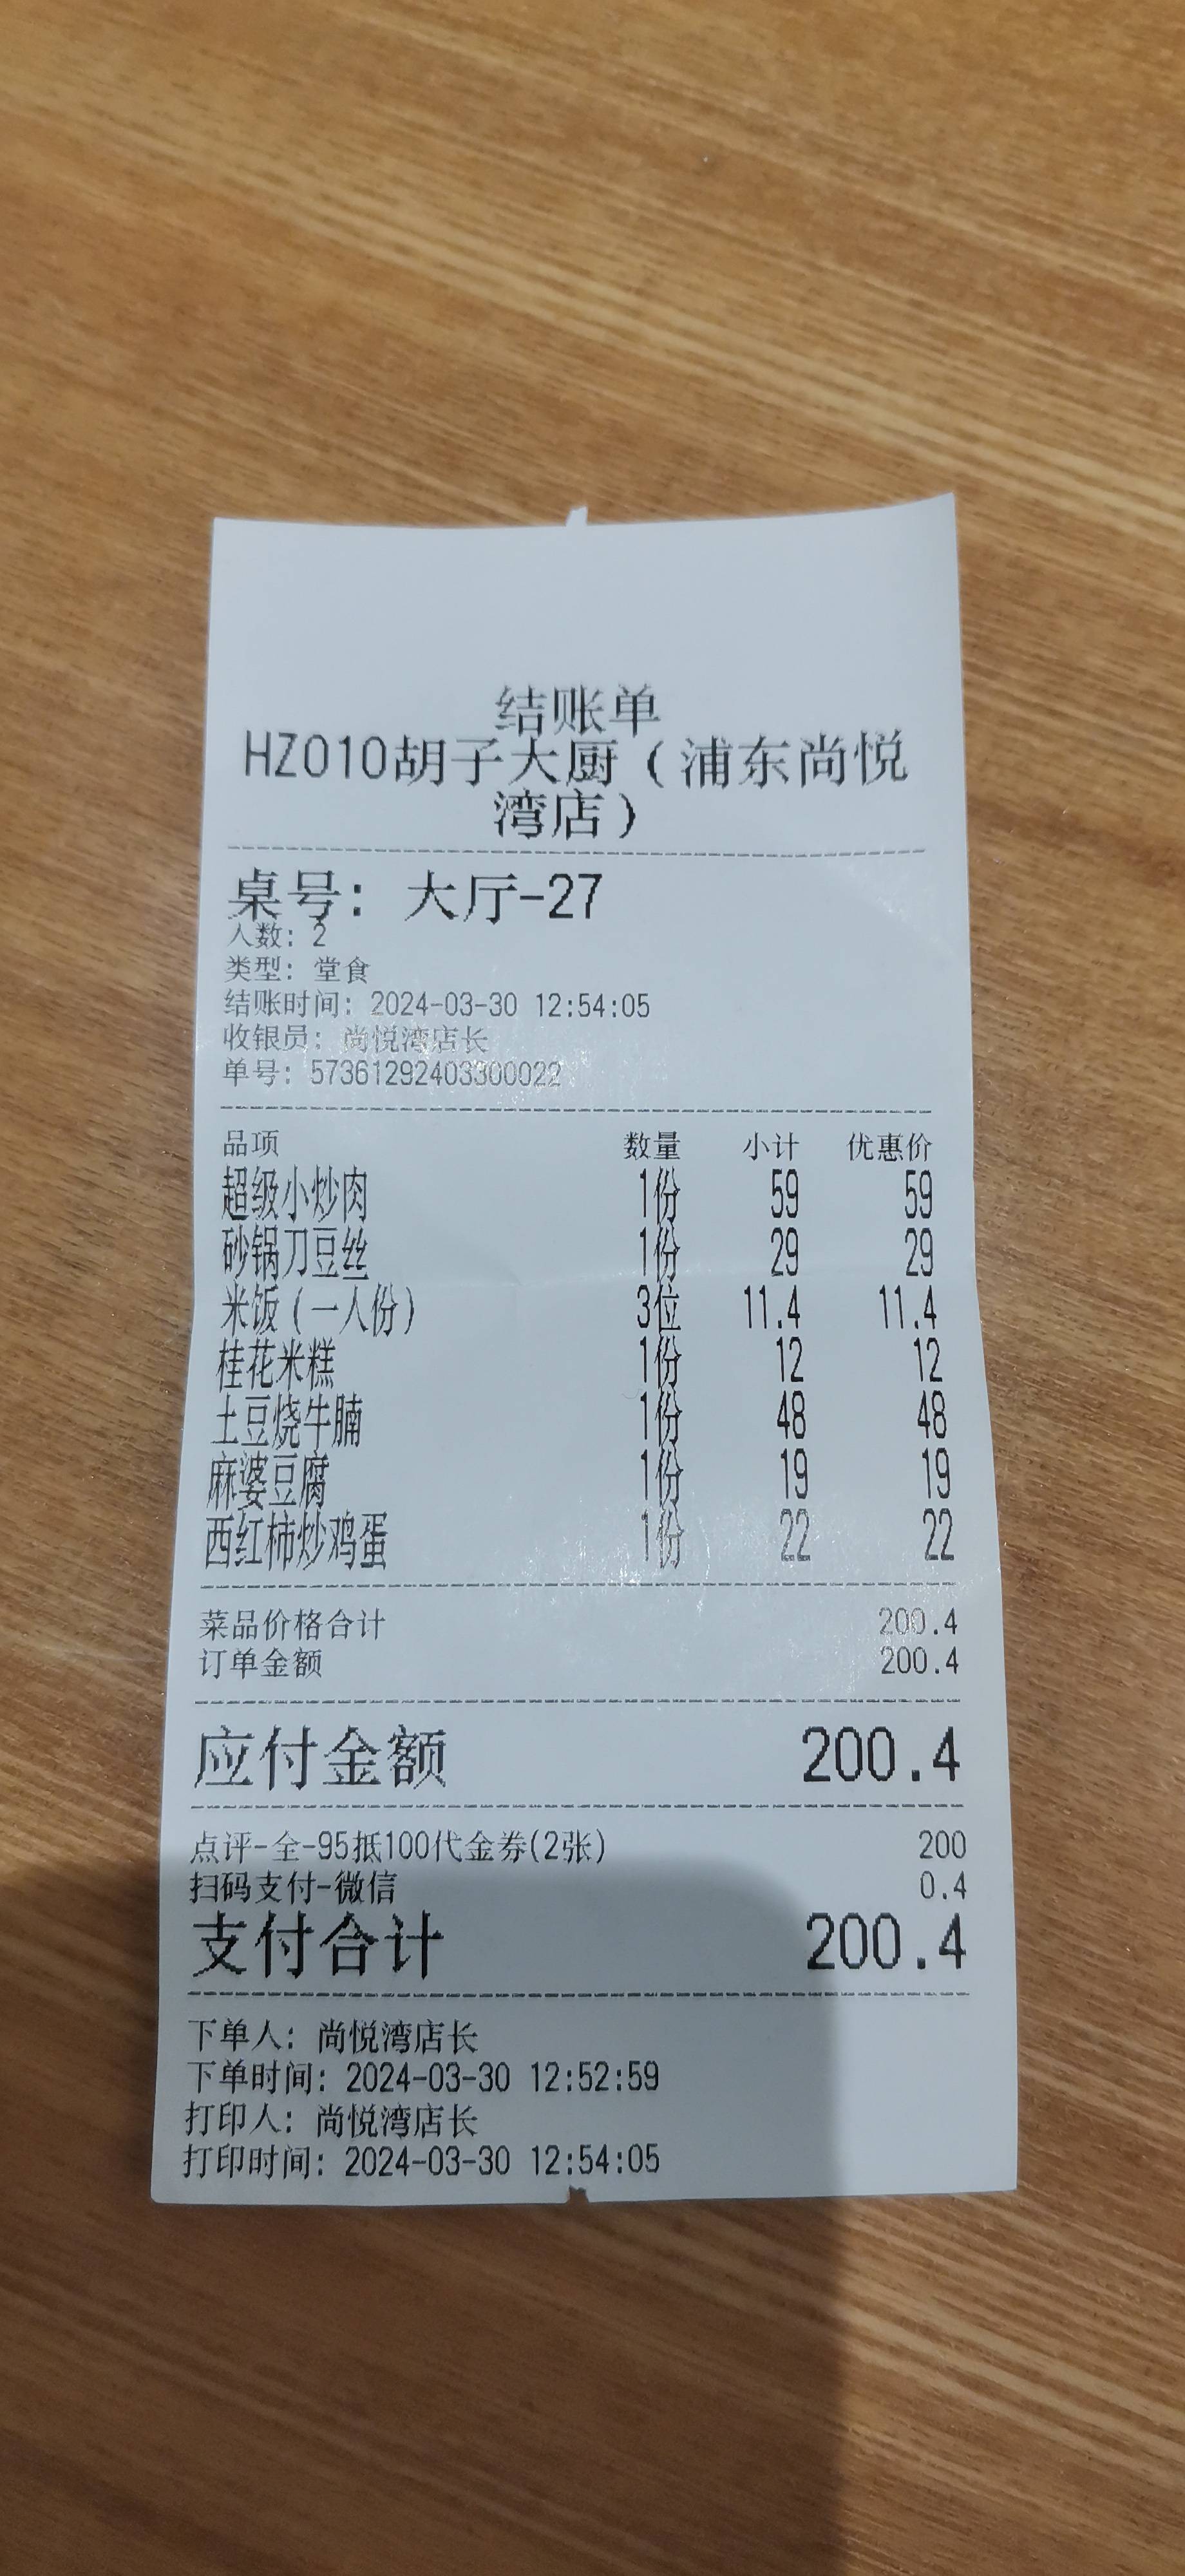 结账单
HZ010胡子大厨(浦东尚悦
湾店)
桌号: 大厅-27
人数: 2
类型: 堂食
结账时间: 2024-03-30 12:54:05
收银员: 尚悦湾店长
单号: 57361292403300022
品项 数量 小计 优惠价
超级小炒肉 1份 59 59
砂锅刀豆丝 1份 29 29
米饭(一人份) 3位 11.4 11.4
桂花米糕 1份 12 12
土豆烧牛腩 1份 48 48
麻婆豆腐 1份 19 19
西红柿炒鸡蛋 1份 22 22
菜品价格合计 200.4
订单金额 200.4
应付金额 200.4
点评-全-95抵100代金券(2张) 200
扫码支付-微信 0.4
支付合计 200.4
下单人: 尚悦湾店长
下单时间: 2024-03-30 12:52:59
打印人: 尚悦湾店长
打印时间: 2024-03-30 12:54:05